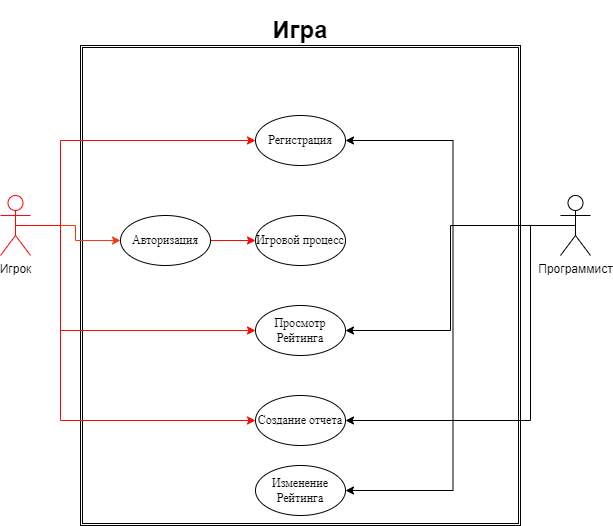 Игра
Регистрация
Авторизация
Игровой процесс
Игрок
Программист
Просмотр
Рейтинга
Создание отчета
Изменение
Рейтинга